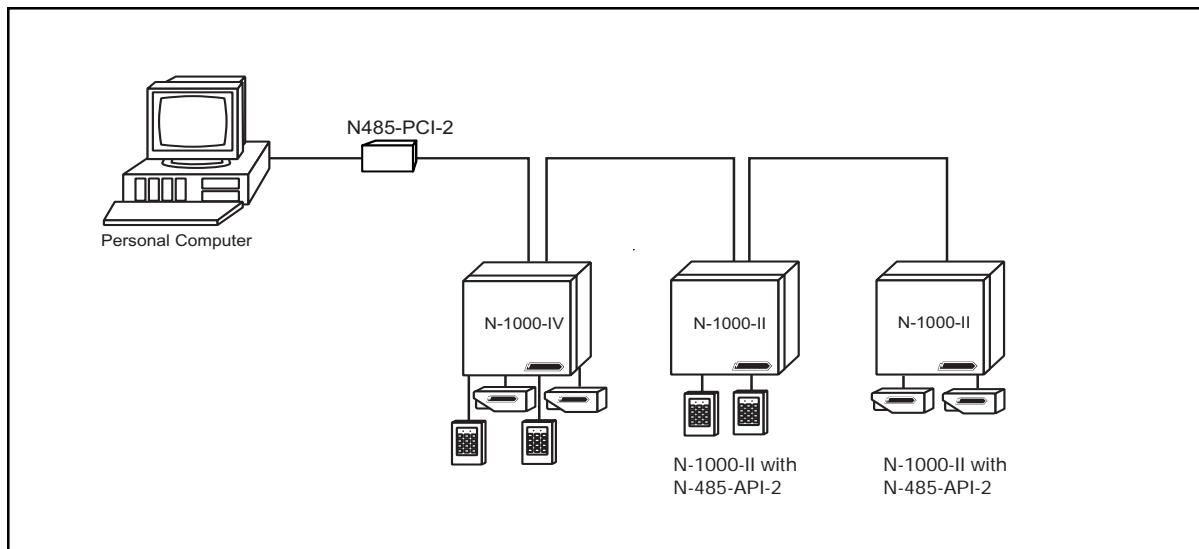 N485-PCI-2
Personal Computer
N-1000-IV
N-1000-II
N-1000-II
N-1000-II with
N-485-API-2
N-1000-II with
N-485-API-2